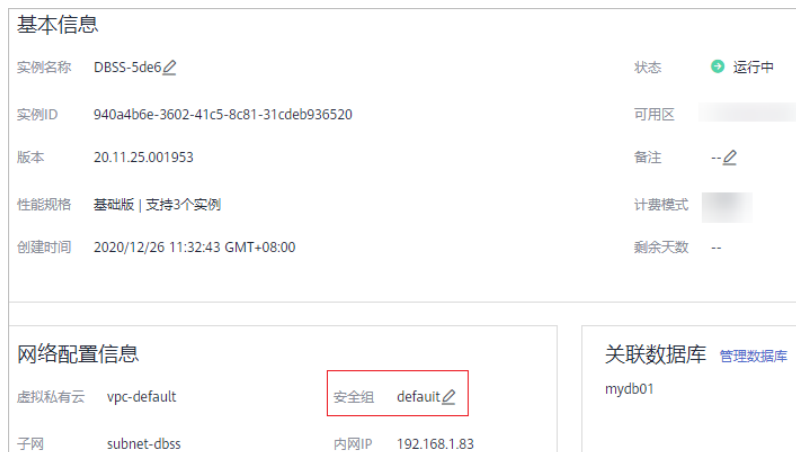 基本信息
实例名称 DBSS-5de6 状态 运行中
实例ID 940a4b6e-3602-41c5-8c81-31cdeb936520 可用区
版本 20.11.25.001953 备注 --
性能规格 基础版 | 支持3个实例 计费模式
创建时间 2020/12/26 11:32:43 GMT+08:00 剩余天数 --
网络配置信息 关联数据库 管理数据库
虚拟私有云 vpc-default 安全组 defauit mydb01
子网 subnet-dbss 内网IP 192.168.1.83